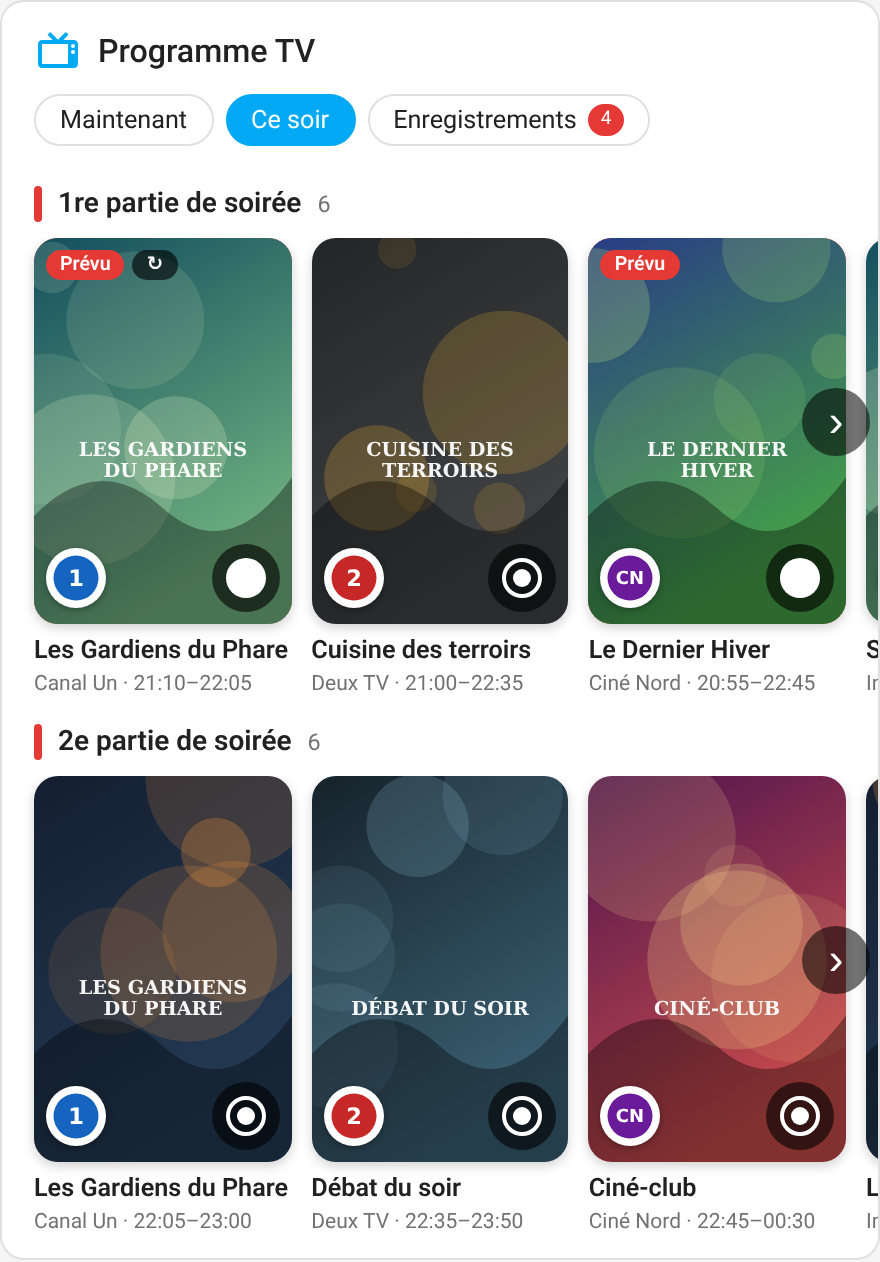 Programme TV
Maintenant
Ce soir
Enregistrements 4
1re partie de soirée 6
Prévu ↻
LES GARDIENS
DU PHARE
1
Les Gardiens du Phare
Canal Un · 21:10–22:05
CUISINE DES
TERROIRS
2
Cuisine des terroirs
Deux TV · 21:00–22:35
Prévu
LE DERNIER
HIVER
CN
›
Le Dernier Hiver
Ciné Nord · 20:55–22:45
2e partie de soirée 6
LES GARDIENS
DU PHARE
1
Les Gardiens du Phare
Canal Un · 22:05–23:00
DÉBAT DU SOIR
2
Débat du soir
Deux TV · 22:35–23:50
CINÉ-CLUB
CN
›
Ciné-club
Ciné Nord · 22:45–00:30